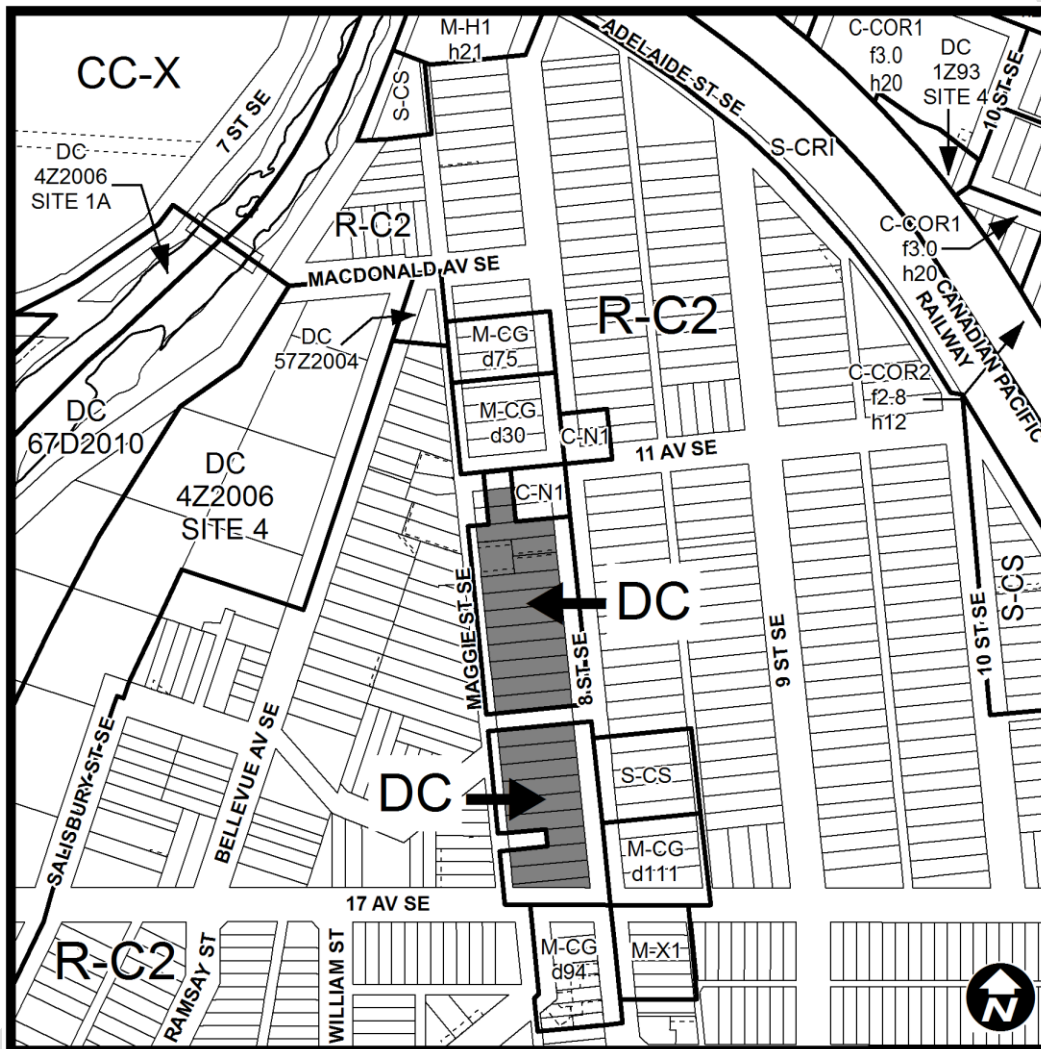 M-H1
h21
ADELAIDE ST SE
C-COR1
f3.0
h20
DC
1Z93
SITE 4
10 ST SE
CC-X
7 ST SE
S-CS
S-CRI
DC
4Z2006
SITE 1A
R-C2
C-COR1
f3.0
h20
MACDONALD AV SE
CANADIAN PACIFIC
RAILWAY
R-C2
DC
57Z2004
M-CG
d75
C-COR2
f2.8
h12
DC
67D2010
M-CG
d30
C-N1
11 AV SE
DC
4Z2006
SITE 4
C-N1
S-CS
MAGGIE ST SE
DC
8 ST SE
9 ST SE
10 ST SE
SALISBURY ST SE
BELLEVUE AV SE
DC
S-CS
M-CG
d111
17 AV SE
R-C2
RAMSAY ST
WILLIAM ST
M-CG
d94
M-X1
N